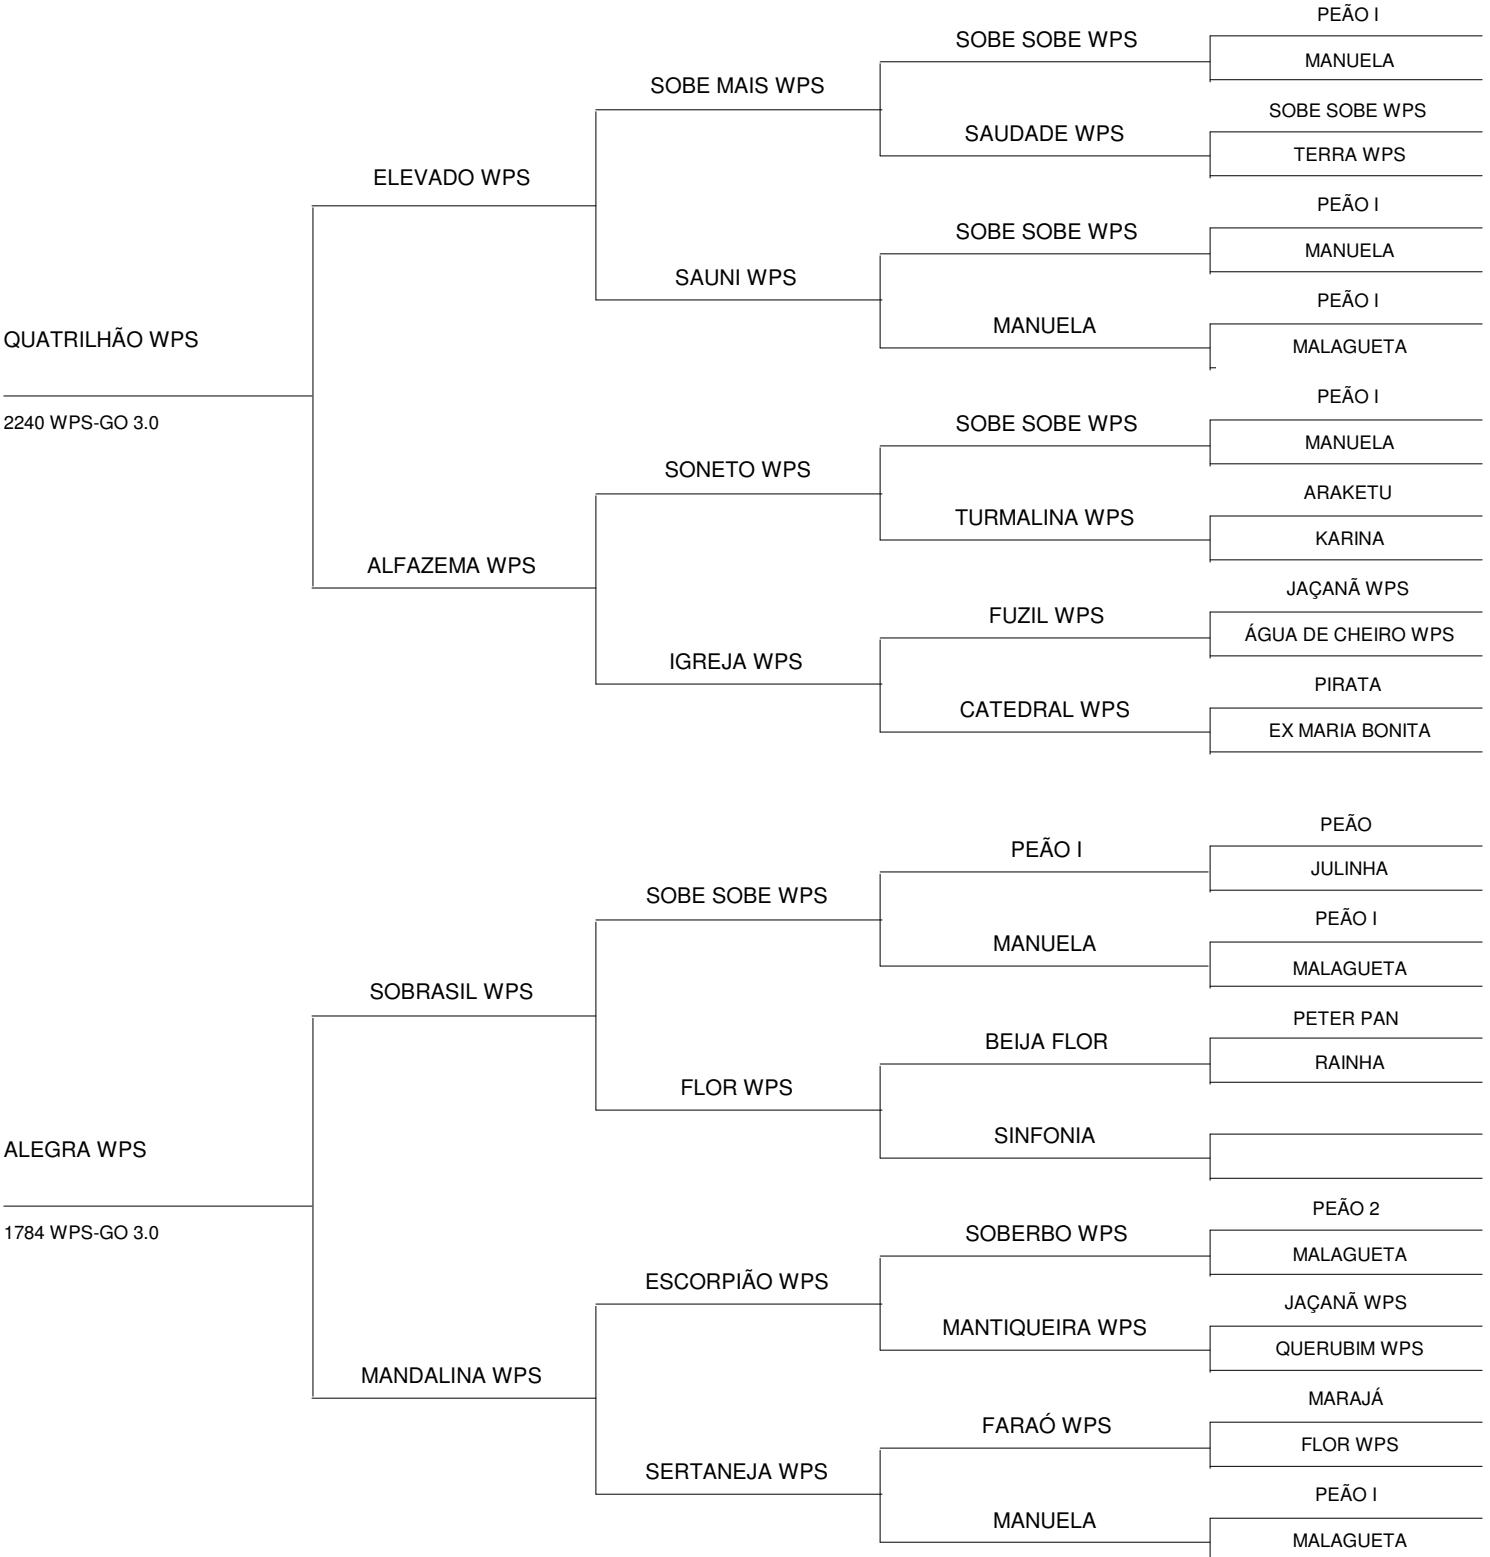 PEÃO I
SOBE SOBE WPS
MANUELA
SOBE MAIS WPS
SOBE SOBE WPS
SAUDADE WPS
TERRA WPS
ELEVADO WPS
PEÃO I
SOBE SOBE WPS
MANUELA
SAUNI WPS
PEÃO I
MANUELA
MALAGUETA
QUATRILHÃO WPS
2240 WPS-GO 3.0
PEÃO I
SOBE SOBE WPS
MANUELA
SONETO WPS
ARAKETU
TURMALINA WPS
KARINA
ALFAZEMA WPS
JAÇANÃ WPS
FUZIL WPS
ÁGUA DE CHEIRO WPS
IGREJA WPS
PIRATA
CATEDRAL WPS
EX MARIA BONITA
PEÃO
PEÃO I
JULINHA
SOBE SOBE WPS
PEÃO I
MANUELA
MALAGUETA
SOBRASIL WPS
PETER PAN
BEIJA FLOR
RAINHA
FLOR WPS
SINFONIA
ALEGRA WPS
1784 WPS-GO 3.0
PEÃO 2
SOBERBO WPS
MALAGUETA
ESCORPIÃO WPS
JAÇANÃ WPS
MANTIQUEIRA WPS
QUERUBIM WPS
MANDALINA WPS
MARAJÁ
FARAÓ WPS
FLOR WPS
SERTANEJA WPS
PEÃO I
MANUELA
MALAGUETA